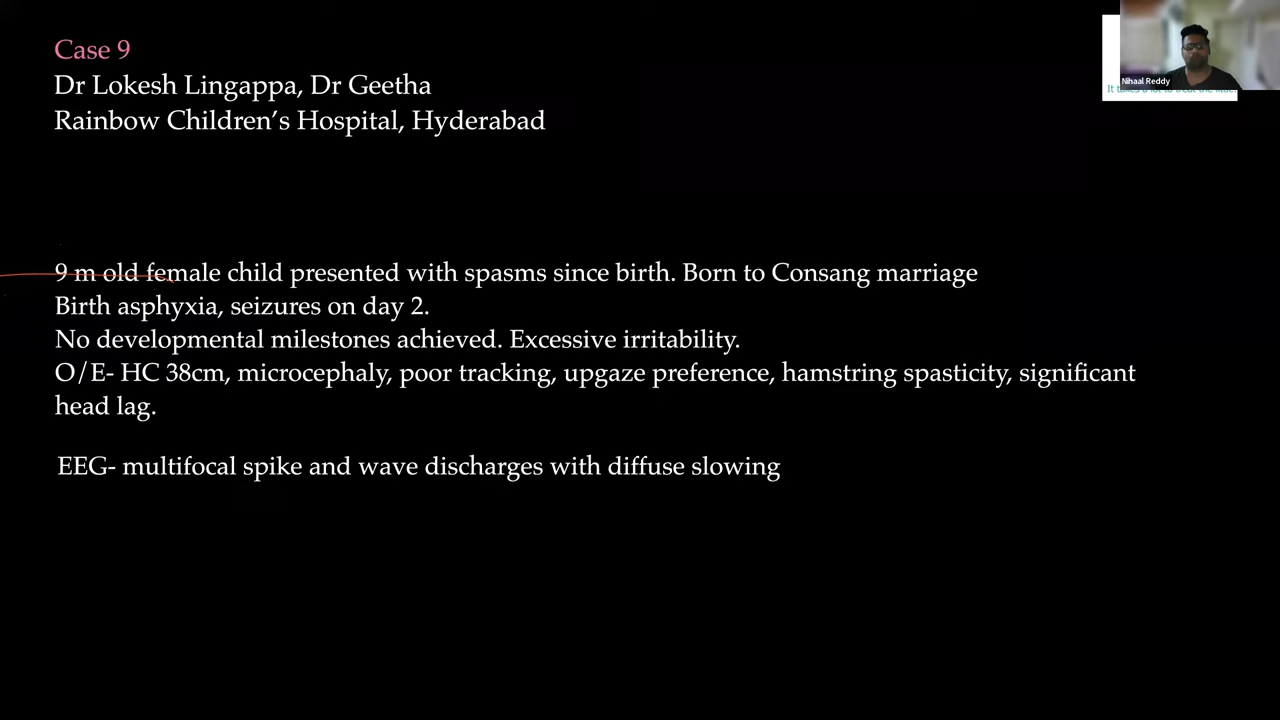 Case 9
Dr Lokesh Lingappa, Dr Geetha
Rainbow Children’s Hospital, Hyderabad
Nihaal Reddy
9 m old female child presented with spasms since birth. Born to Consang marriage
Birth asphyxia, seizures on day 2.
No developmental milestones achieved. Excessive irritability.
O/E- HC 38cm, microcephaly, poor tracking, upgaze preference, hamstring spasticity, significant
head lag.
EEG- multifocal spike and wave discharges with diffuse slowing